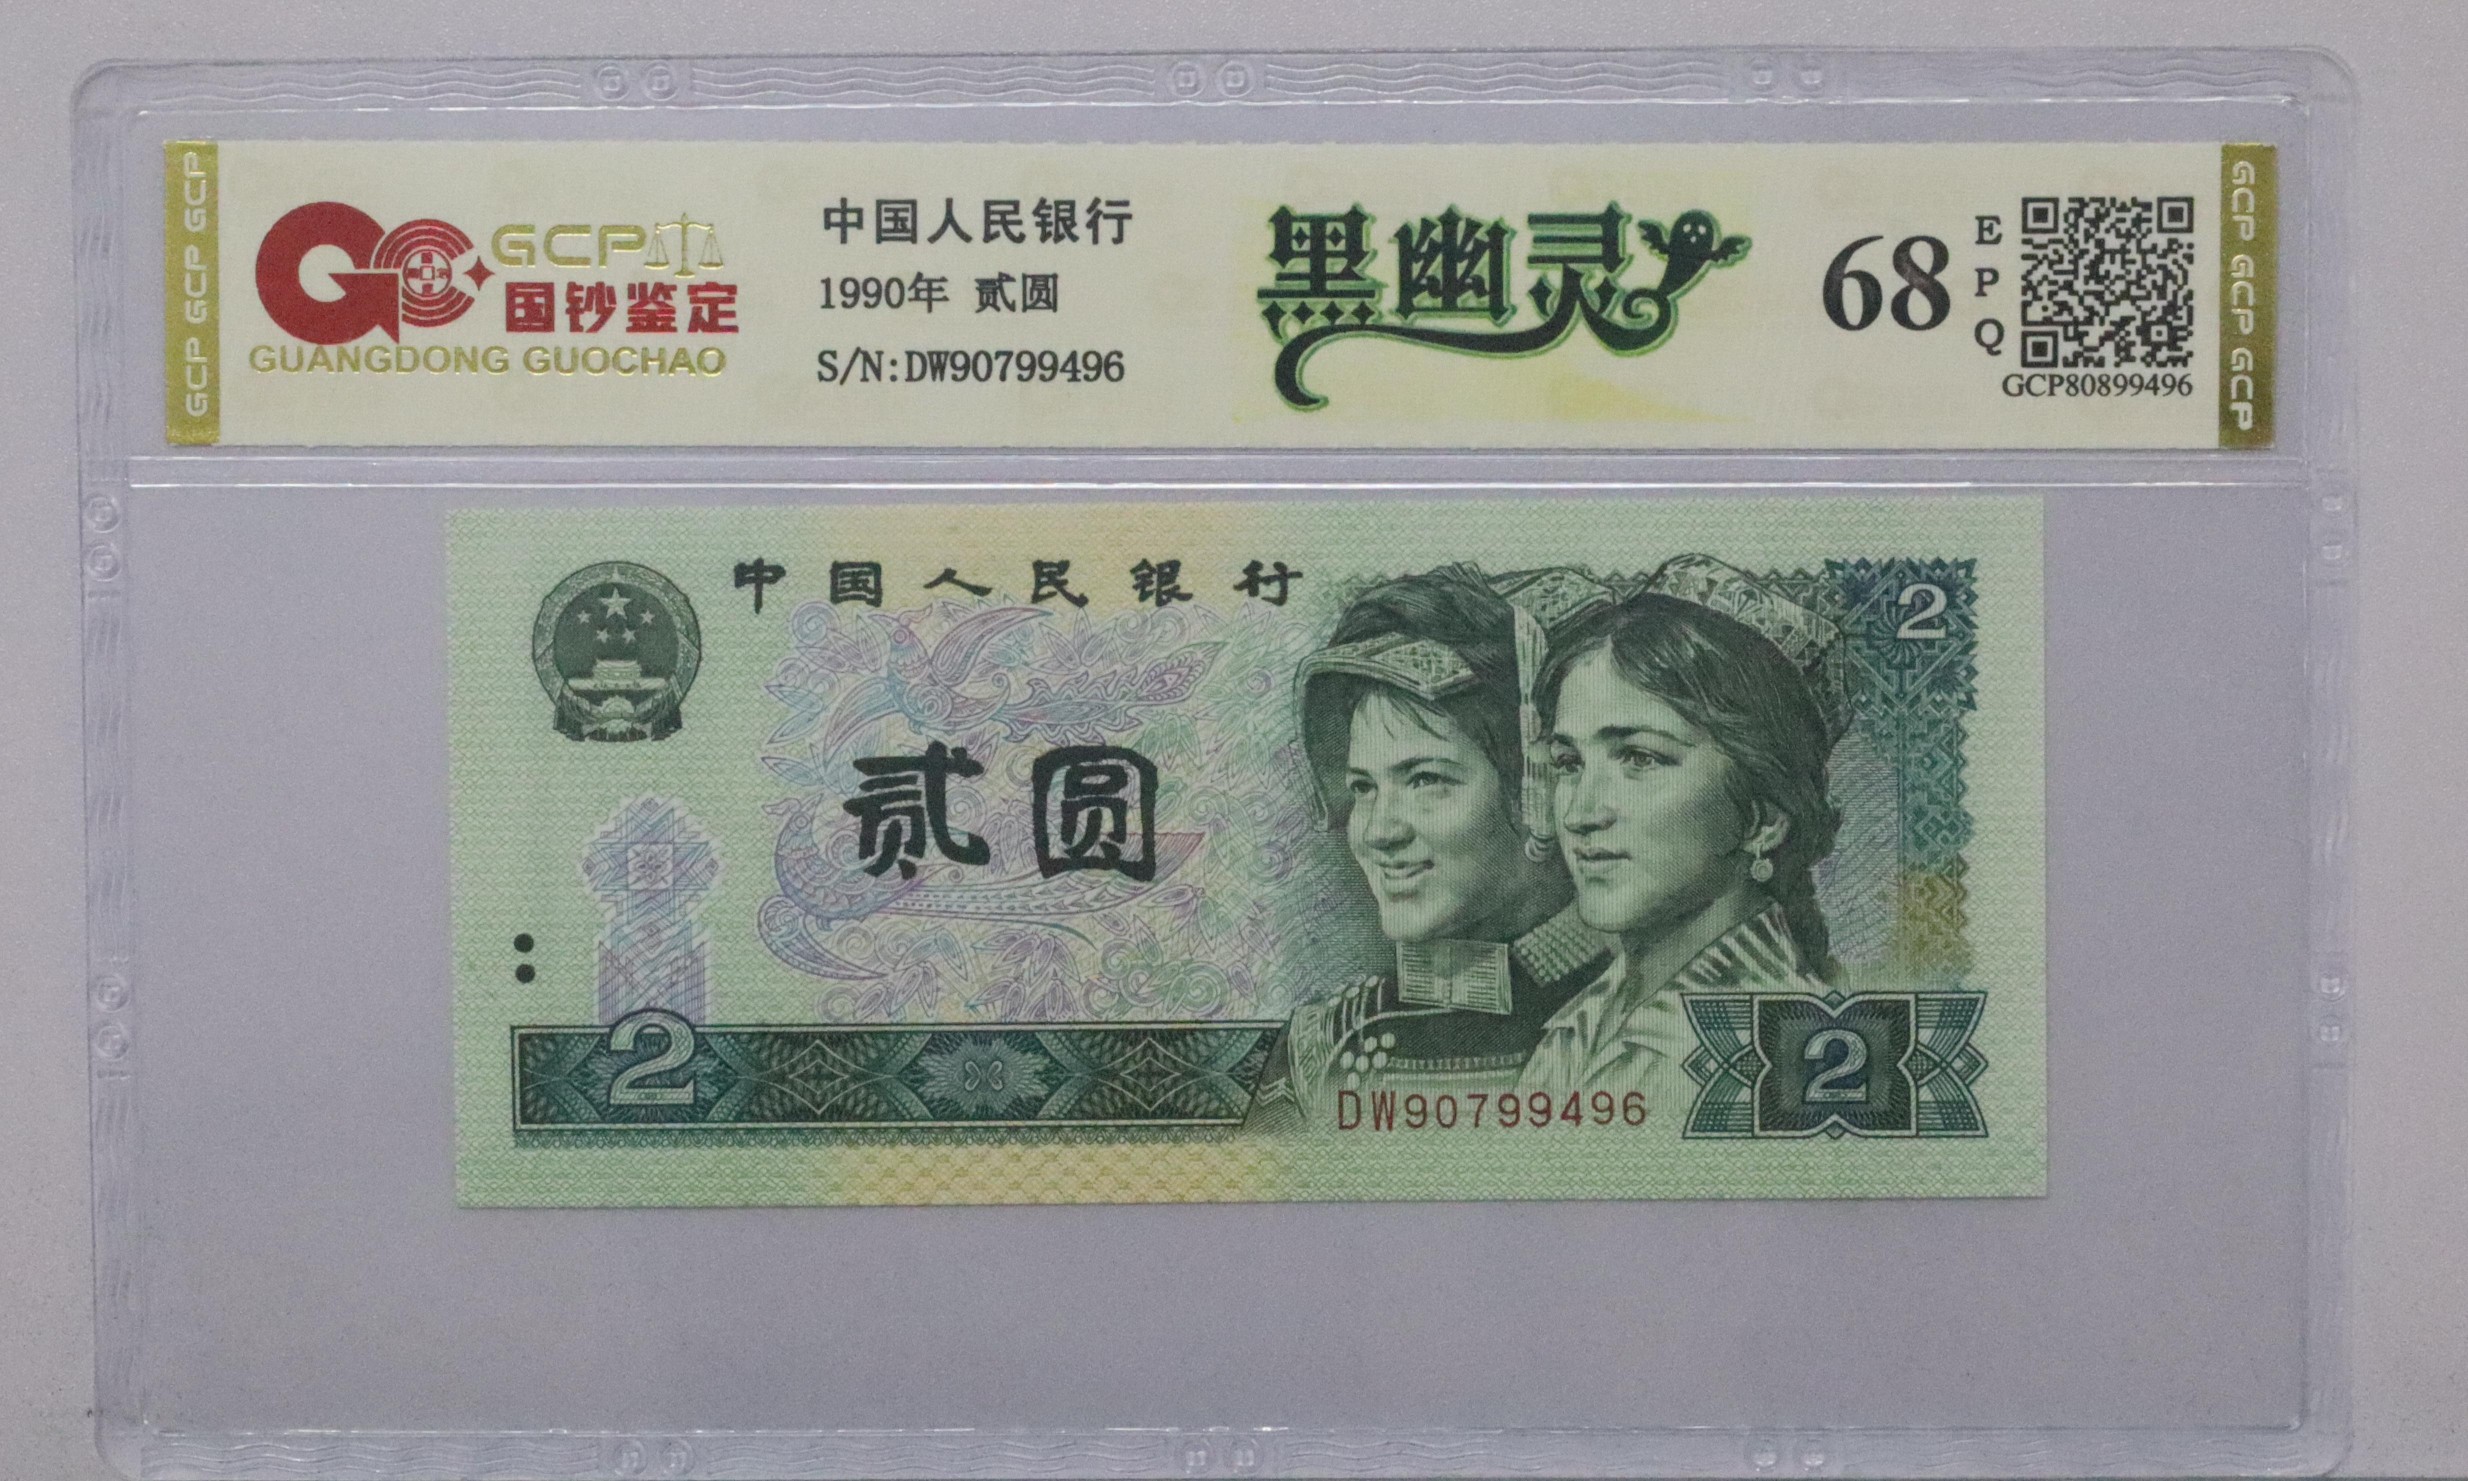 GCP GCP GCP
GCP
国钞鉴定
GUANGDONG GUOCHAO
中国人民银行
1990年 贰圆
S/N:DW90799496
黑幽灵
68
EPQ
GCP80899496
GCP GCP GCP
中国人民银行
2
贰圆
2
DW90799496
2